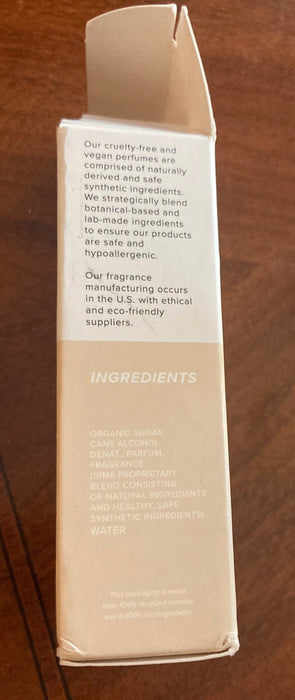 Our cruelty-free and
vegan perfumes are
comprised of naturally
derived and safe
synthetic ingredients.
We strategically blend
botanical-based and
lab-made ingredients
to ensure our products
are safe and
hypoallergenic.
Our fragrance
manufacturing occurs
in the U.S. with ethical
and eco-friendly
suppliers.
INGREDIENTS
ORGANIC SUGAR
CANE ALCOHOL
DENAT., PARFUM
FRAGRANCE
(DIME PROPRIETARY
BLEND CONSISTING
OF NATURAL INGREDIENTS
AND HEALTHY, SAFE
SYNTHETIC INGREDIENTS),
WATER
This packaging is made
from 100% recycled material
and is 100% biodegradable.